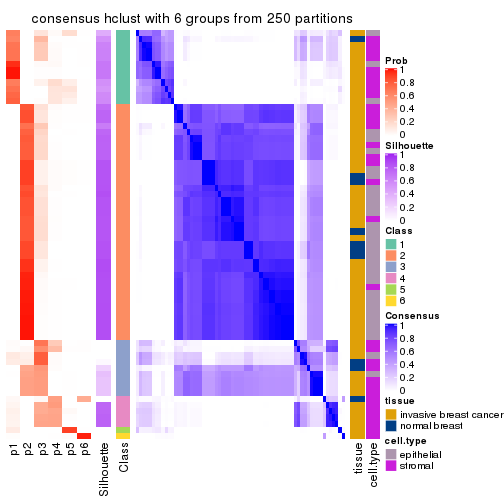 consensus hclust with 6 groups from 250 partitions
Prob
1
0.8
0.6
0.4
0.2
0
Silhouette
1
0.8
0.6
0.4
0.2
0
Class
1
2
3
4
5
6
Consensus
1
0.8
0.6
0.4
0.2
0
tissue
invasive breast cancer
normal breast
cell.type
epithelial
stromal
p1
p2
p3
p4
p5
p6
Silhouette
Class
tissue
cell.type